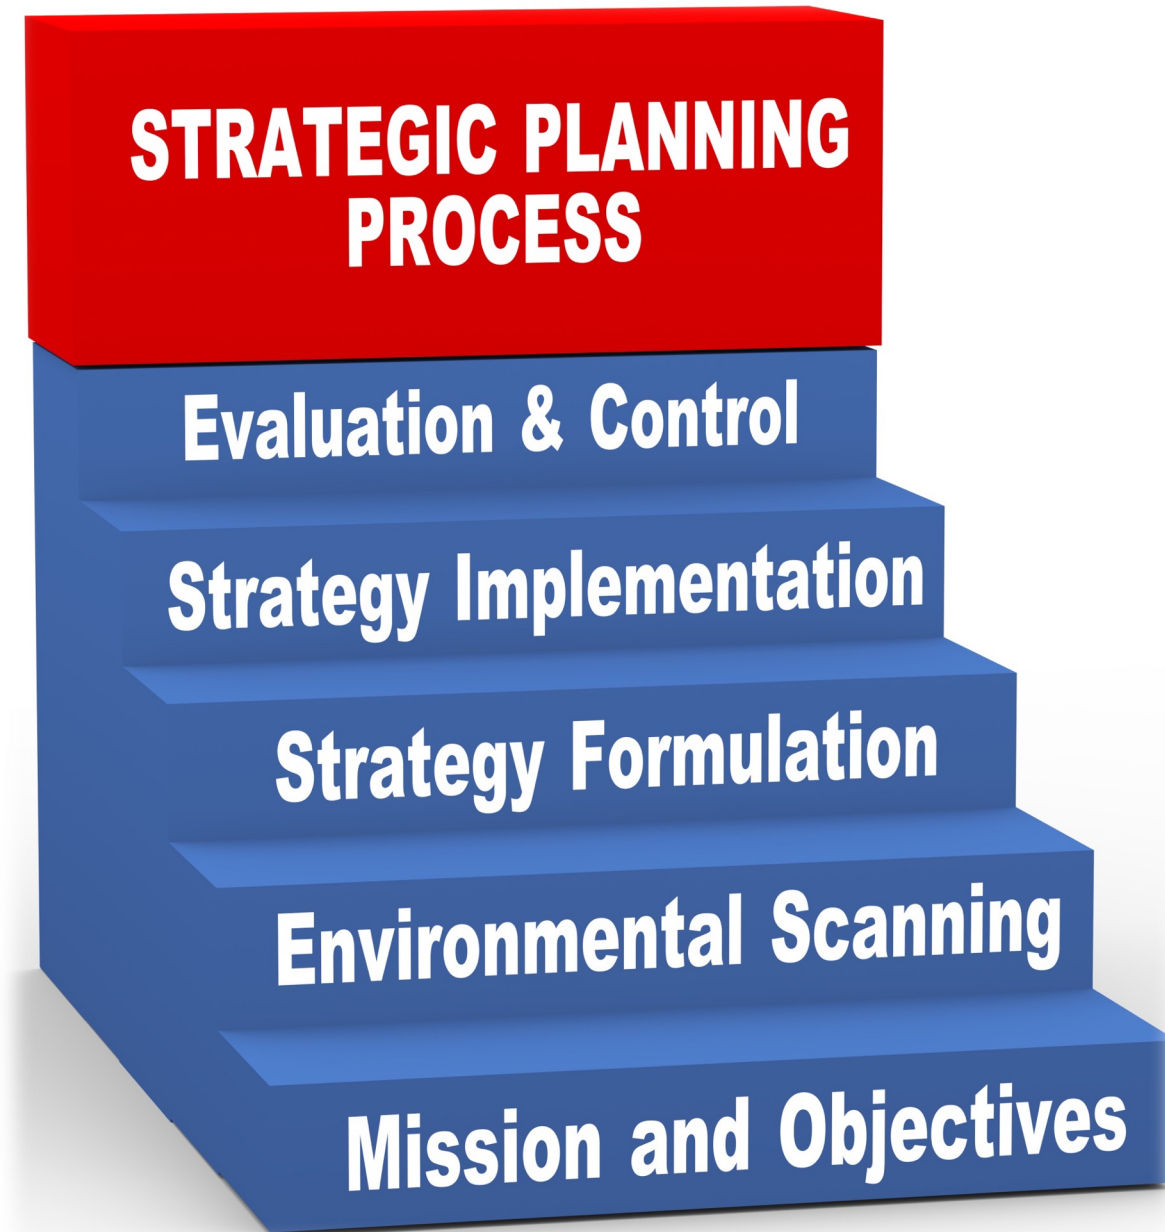 STRATEGIC PLANNING
PROCESS
Evaluation & Control
Strategy Implementation
Strategy Formulation
Environmental Scanning
Mission and Objectives